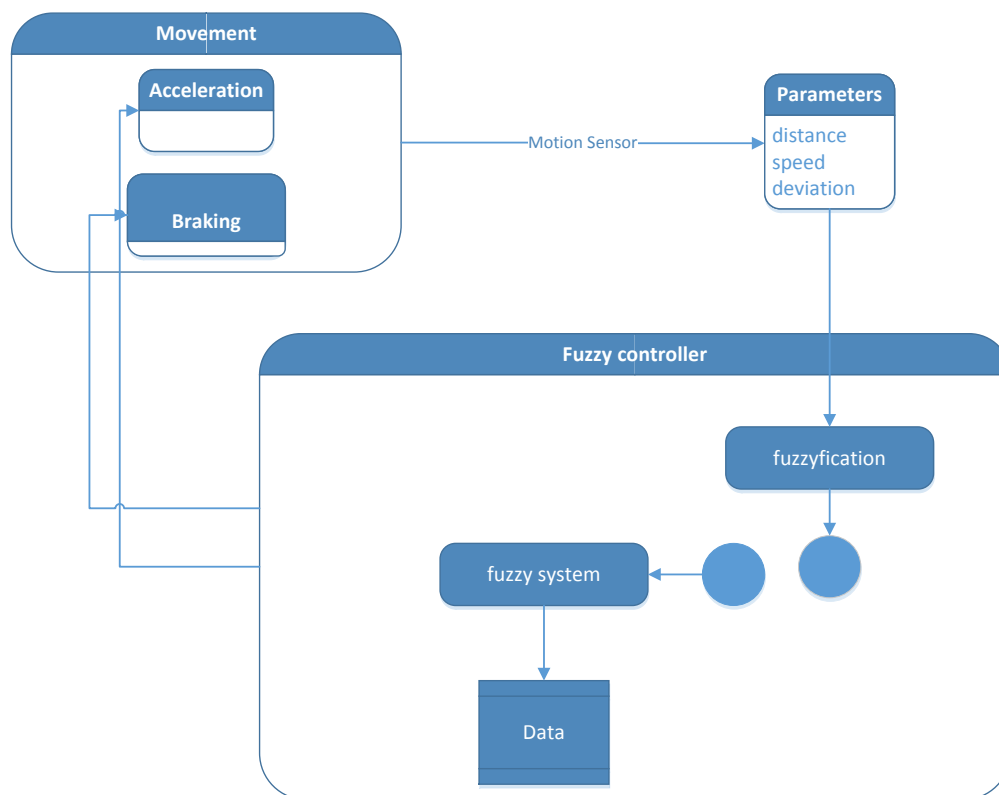 Movement
Acceleration
Braking
Motion Sensor
Parameters
distance
speed
deviation
Fuzzy controller
fuzzyfication
fuzzy system
Data